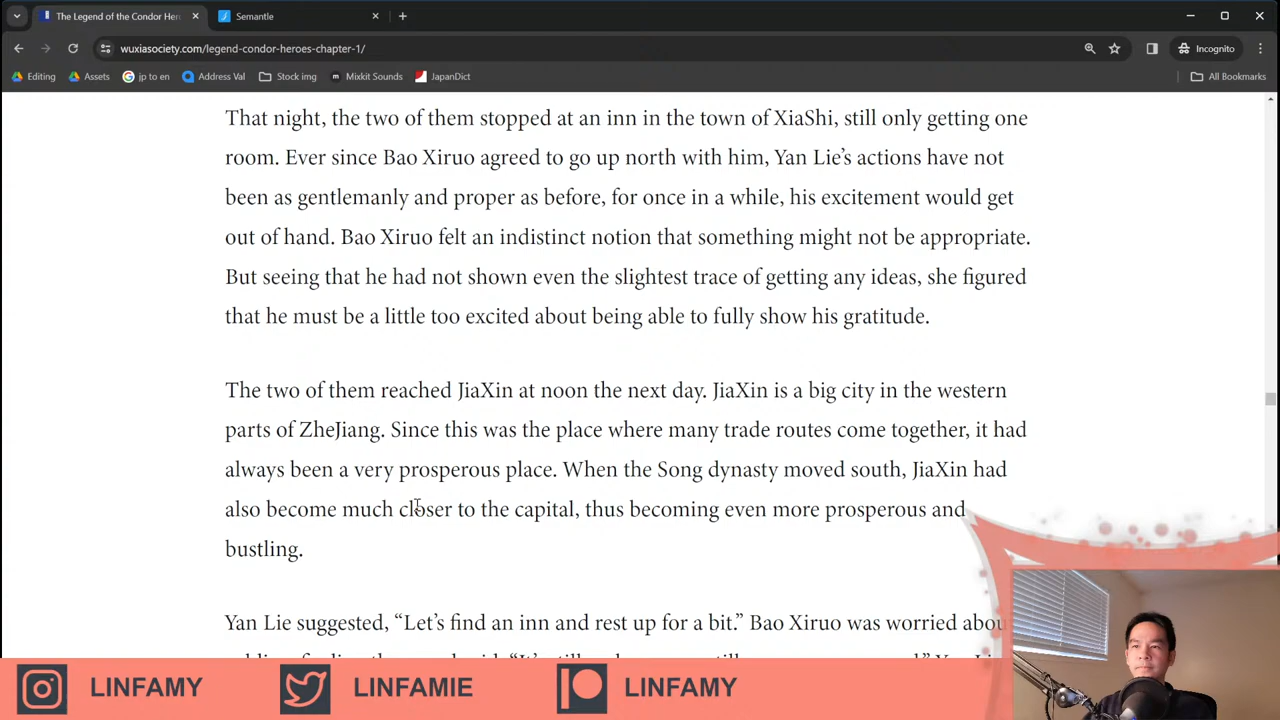 The Legend of the Condor Her
Semantle
wuxiasociety.com/legend-condor-heroes-chapter-1/
Incognito
Editing
Assets
jp to en
Address Val
Stock img
Mixkit Sounds
JapanDict
All Bookmarks
That night, the two of them stopped at an inn in the town of XiaShi, still only getting one
room. Ever since Bao Xiruo agreed to go up north with him, Yan Lie’s actions have not
been as gentlemanly and proper as before, for once in a while, his excitement would get
out of hand. Bao Xiruo felt an indistinct notion that something might not be appropriate.
But seeing that he had not shown even the slightest trace of getting any ideas, she figured
that he must be a little too excited about being able to fully show his gratitude.
The two of them reached JiaXin at noon the next day. JiaXin is a big city in the western
parts of ZheJiang. Since this was the place where many trade routes come together, it had
always been a very prosperous place. When the Song dynasty moved south, JiaXin had
also become much closer to the capital, thus becoming even more prosperous and
bustling.
Yan Lie suggested, “Let’s find an inn and rest up for a bit.” Bao Xiruo was worried abou
LINFAMY
LINFAMIE
LINFAMY